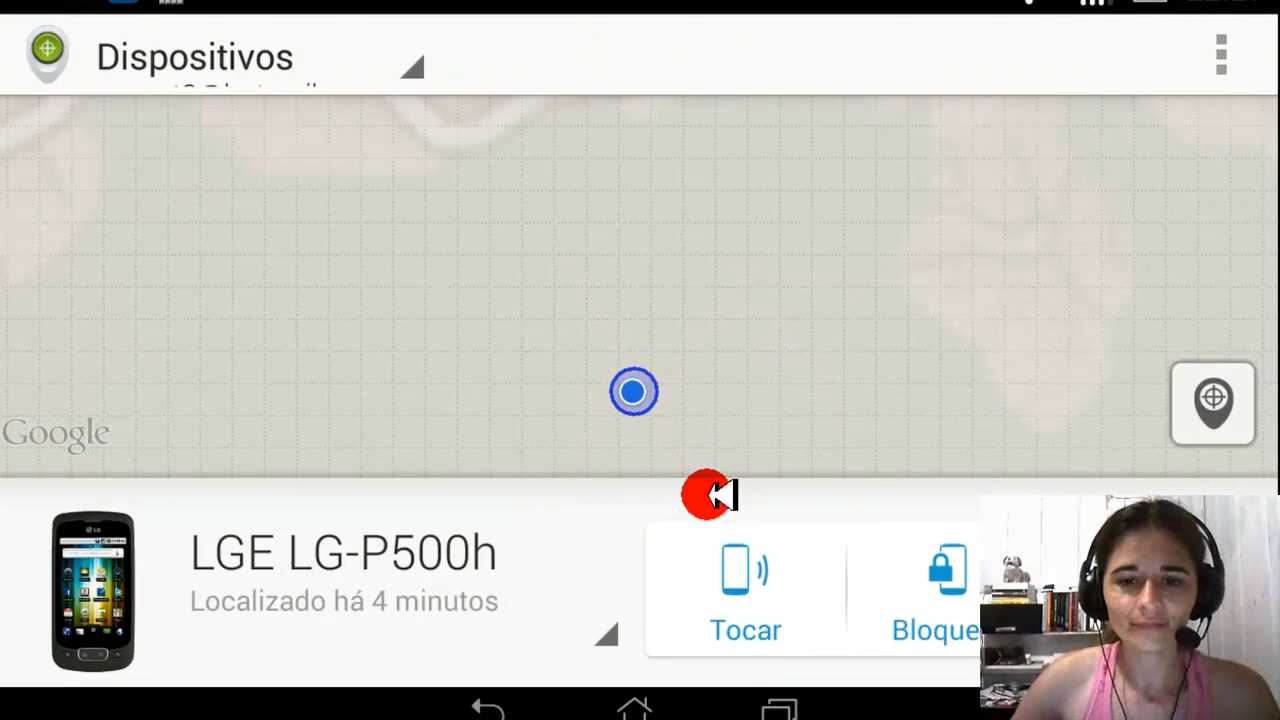 Dispositivos
Google
LGE LG-P500h
Localizado há 4 minutos
Tocar
Bloque